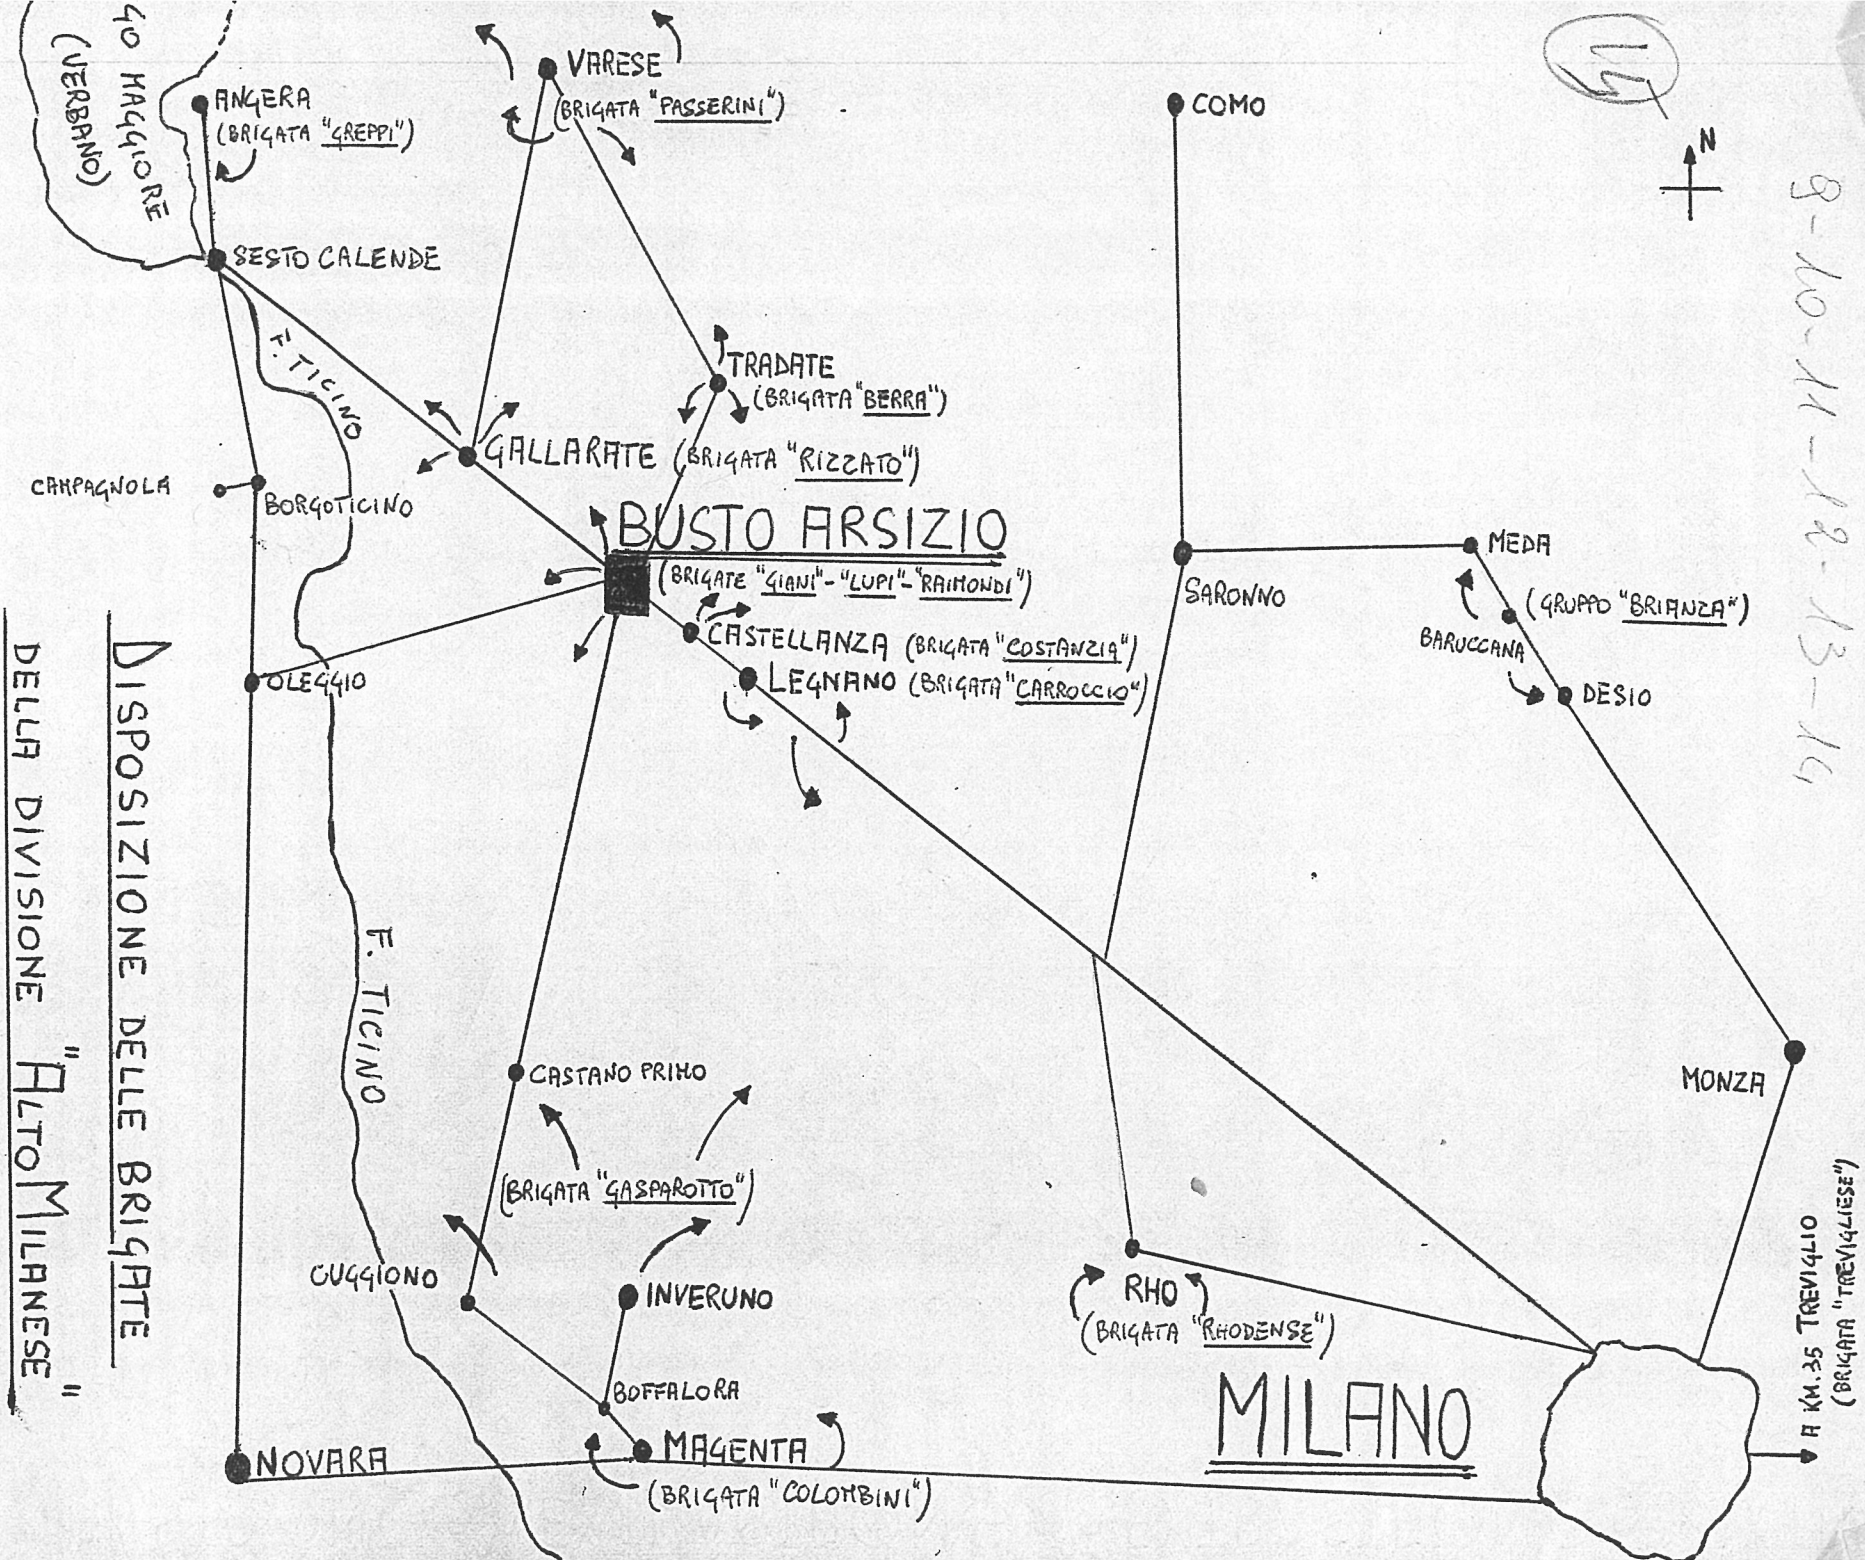 GO MAGGIORE
(VERBANO)
VARESE
(BRIGATA "PASSERINI")
ANGERA
(BRIGATA "GREPPI")
COMO
N
8-10-11-12-13-14
SESTO CALENDE
F. TICINO
TRADATE
(BRIGATA "BERRA")
GALLARATE (BRIGATA "RIZZATO")
CAMPAGNOLA
BORGOTICINO
BUSTO ARSIZIO
(BRIGATE "GIANI"-"LUPI"-"RAIMONDI")
MEDA
SARONNO
(GRUPPO "BRIANZA")
BARUCCANA
CASTELLANZA (BRIGATA "COSTANZIA")
LEGNANO (BRIGATA "CARROCCIO")
DESIO
OLEGGIO
DISPOSIZIONE DELLE BRIGATE
DELLA DIVISIONE "ALTO MILANESE"
F. TICINO
CASTANO PRIMO
MONZA
(BRIGATA "GASPAROTTO")
CUGGIONO
INVERUNO
RHO
(BRIGATA "RHODENSE")
A KM.35 TREVIGLIO
(BRIGATA "TREVIGLIESE")
BOFFALORA
MILANO
MAGENTA
NOVARA
(BRIGATA "COLOMBINI")